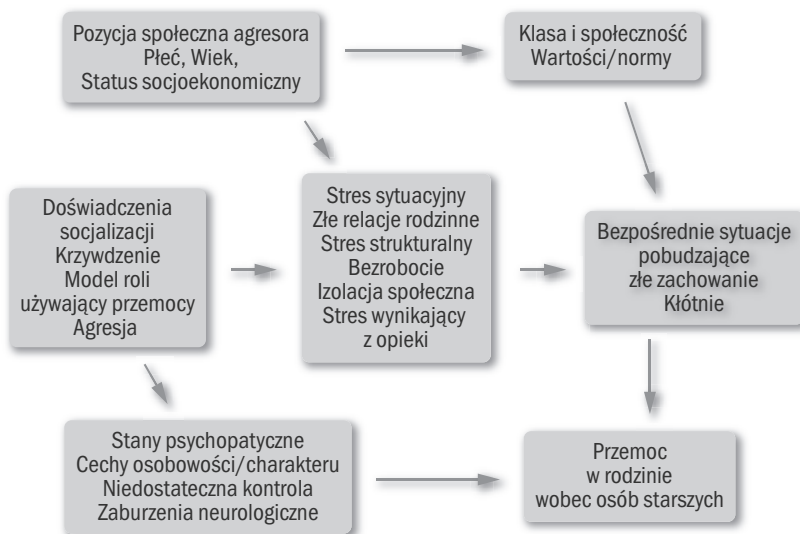 Pozycja społeczna agresora
Płeć, Wiek,
Status socjoekonomiczny
Klasa i społeczność
Wartości/normy
Doświadczenia
socjalizacji
Krzywdzenie
Model roli
używający przemocy
Agresja
Stres sytuacyjny
Złe relacje rodzinne
Stres strukturalny
Bezrobocie
Izolacja społeczna
Stres wynikający
z opieki
Bezpośrednie sytuacje
pobudzające
złe zachowanie
Kłótnie
Stany psychopatyczne
Cechy osobowości/charakteru
Niedostateczna kontrola
Zaburzenia neurologiczne
Przemoc
w rodzinie
wobec osób starszych